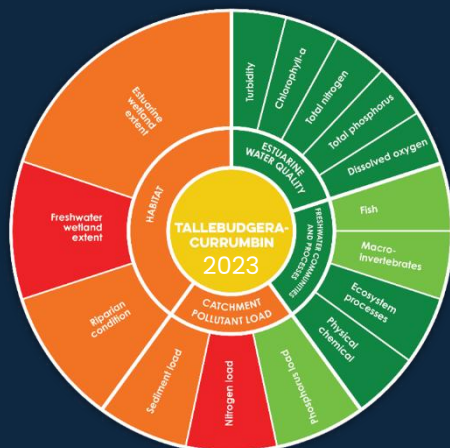 TALLEBUDGERA-
CURRUMBIN
2023
ESTUARINE
WATER QUALITY
Turbidity
Chlorophyll-a
Total nitrogen
Total phosphorus
Dissolved oxygen
FRESHWATER COMMUNITIES
AND PROCESSES
Fish
Macro-
invertebrates
Ecosystem
processes
Physical
chemical
CATCHMENT
POLLUTANT LOAD
Phosphorus load
Nitrogen load
Sediment load
HABITAT
Riparian
condition
Freshwater
wetland
extent
Estuarine
wetland
extent